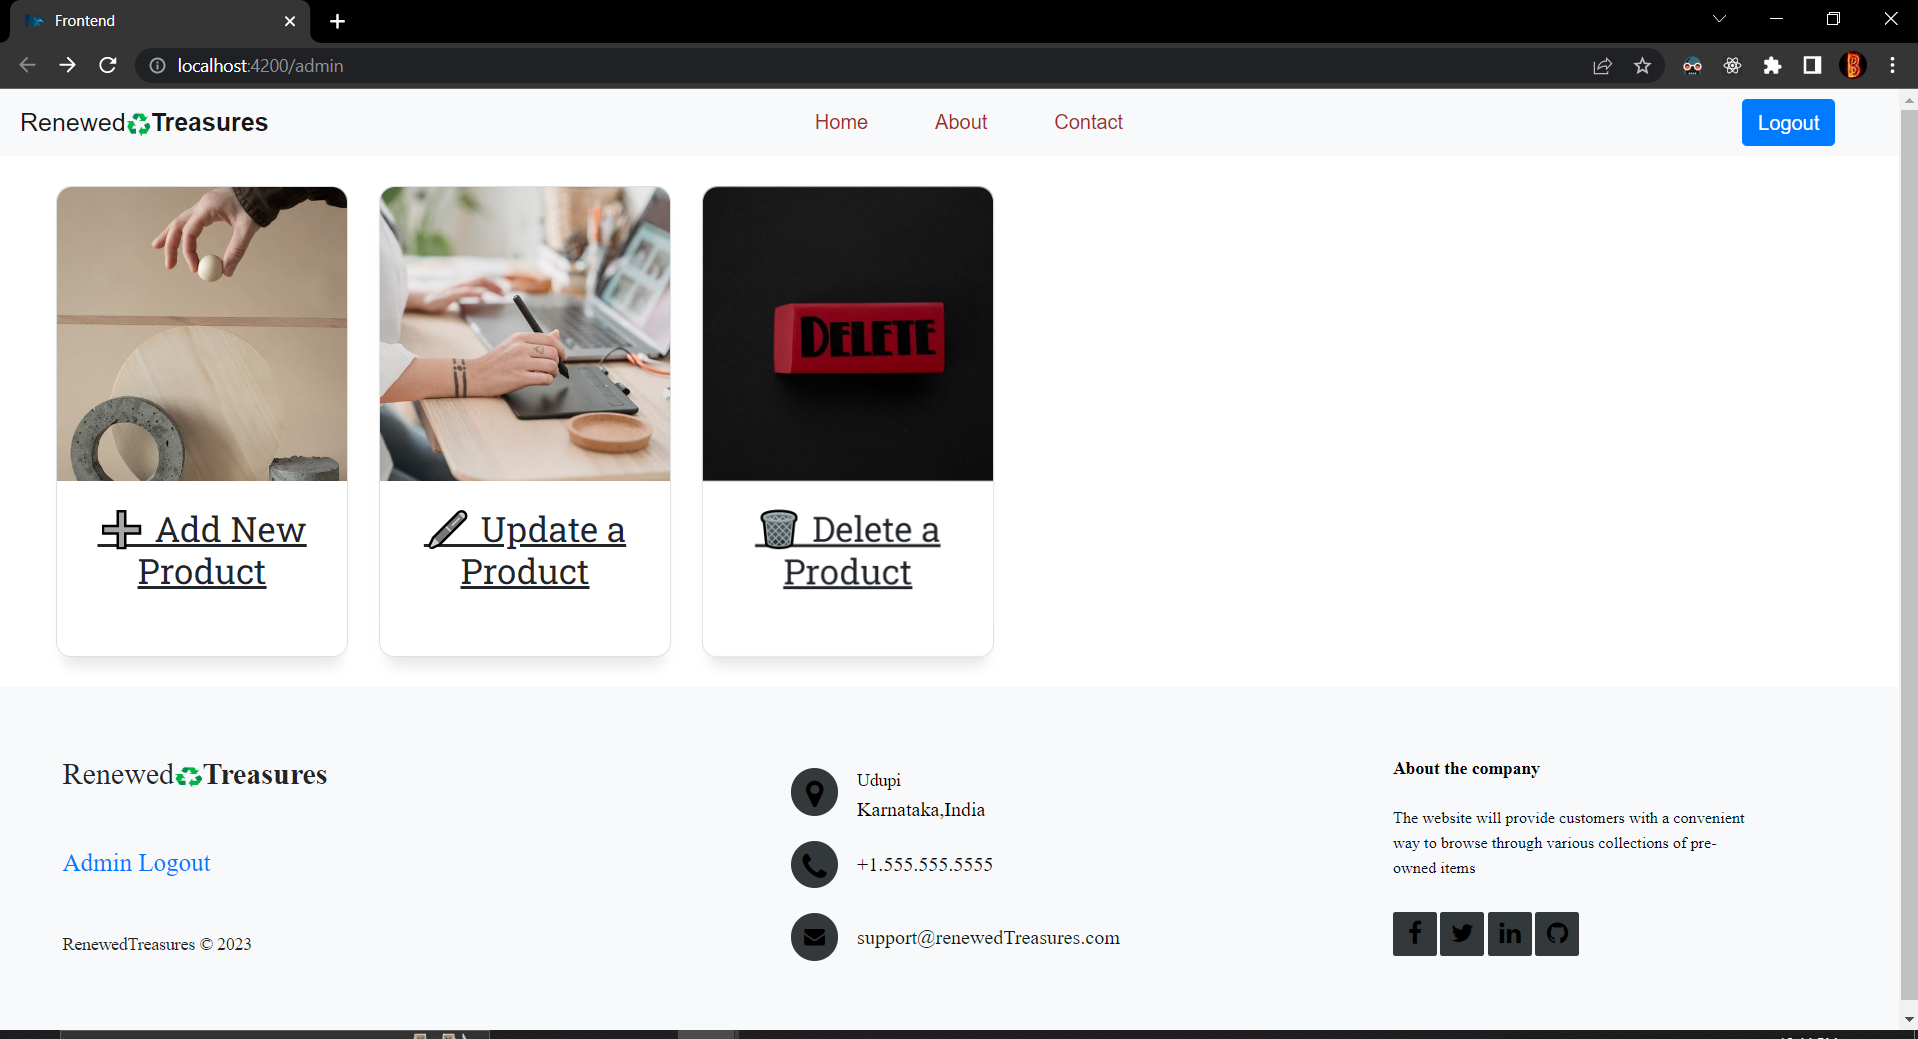 Frontend
localhost:4200/admin
Renewed♻Treasures
Home
About
Contact
Logout
DELETE
➕ Add New
Product
🖊 Update a
Product
🗑 Delete a
Product
Renewed♻Treasures
Admin Logout
RenewedTreasures © 2023
Udupi
Karnataka,India
+1.555.555.5555
support@renewedTreasures.com
About the company
The website will provide customers with a convenient
way to browse through various collections of pre-
owned items